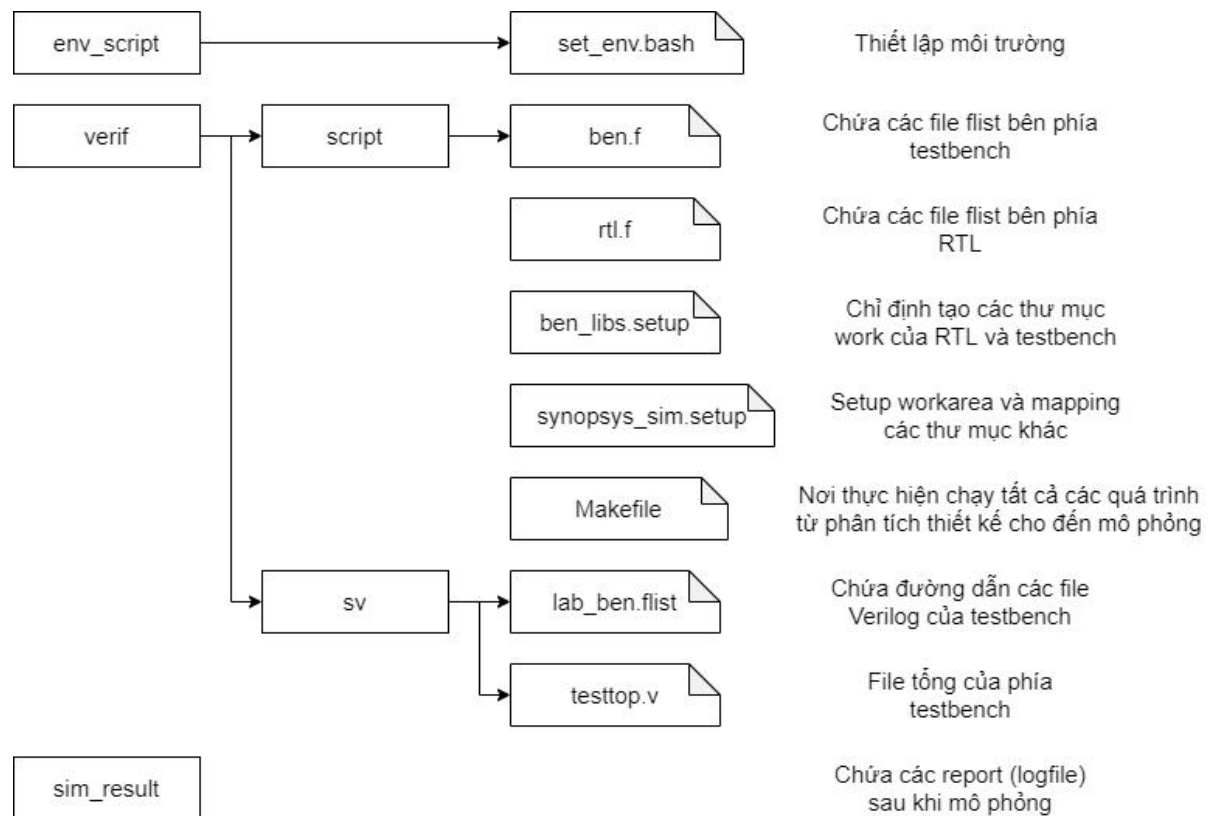 env_script
set_env.bash
Thiết lập môi trường
verif
script
ben.f
Chứa các file flist bên phía
testbench
rtl.f
Chứa các file flist bên phía
RTL
ben_libs.setup
Chỉ định tạo các thư mục
work của RTL và testbench
synopsys_sim.setup
Setup workarea và mapping
các thư mục khác
Makefile
Nơi thực hiện chạy tất cả các quá trình
từ phân tích thiết kế cho đến mô phỏng
sv
lab_ben.flist
Chứa đường dẫn các file
Verilog của testbench
testtop.v
File tổng của phía
testbench
sim_result
Chứa các report (logfile)
sau khi mô phỏng